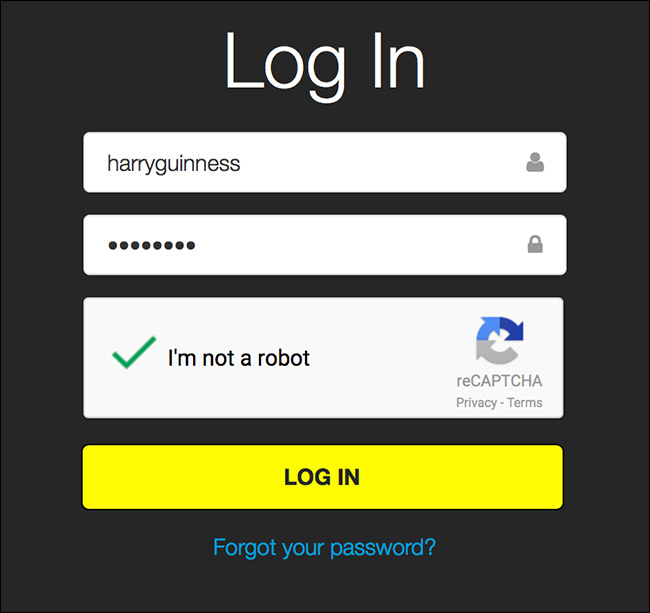 Log In
harryguinness
••••••••
I'm not a robot
reCAPTCHA
Privacy - Terms
LOG IN
Forgot your password?